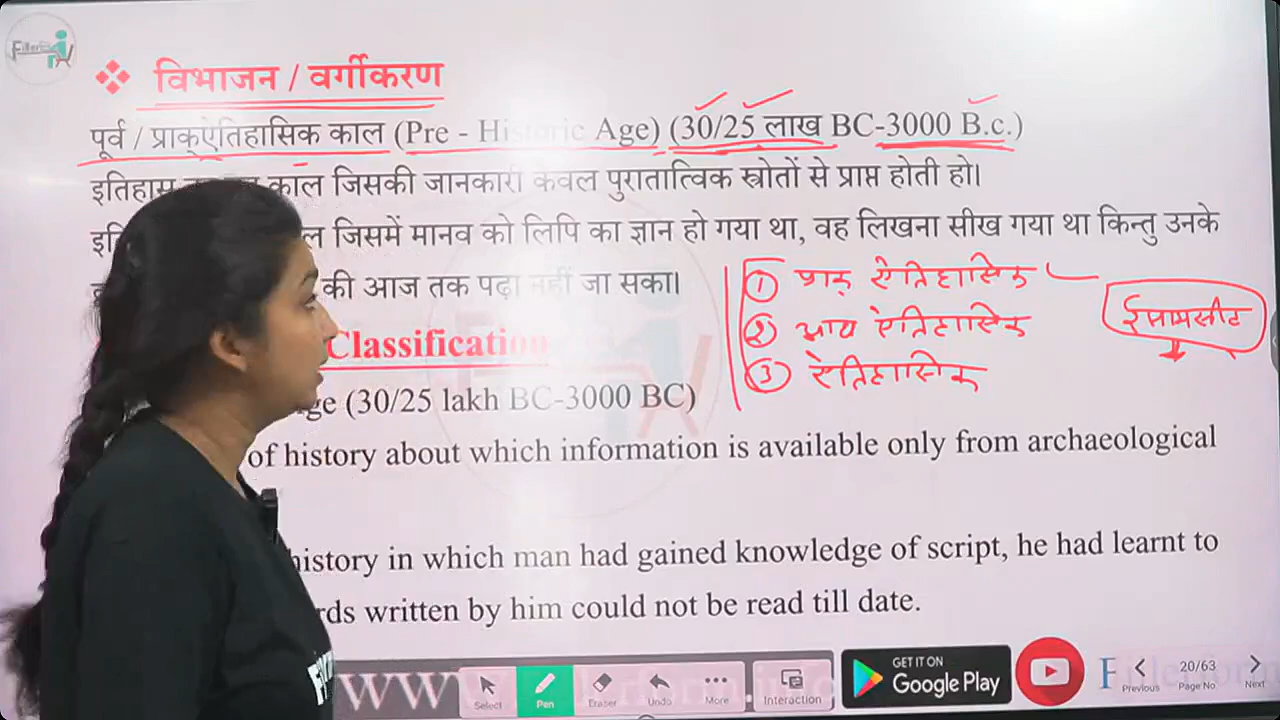 Fillerform
❖ विभाजन / वर्गीकरण
पूर्व / प्राक्ऐतिहासिक काल (Pre - Historic Age) (30/25 लाख BC-3000 B.c.)
इतिहास काल जिसकी जानकारी केवल पुरातात्विक स्त्रोतों से प्राप्त होती हो।
जिसमें मानव को लिपि का ज्ञान हो गया था, वह लिखना सीख गया था किन्तु उनके
की आज तक पढ़ा नहीं जा सका।
① प्राक् ऐतिहासिक
② आद्य ऐतिहासिक
③ ऐतिहासिक
Classification
(30/25 lakh BC-3000 BC)
of history about which information is available only from archaeological
history in which man had gained knowledge of script, he had learnt to
written by him could not be read till date.
WWW
Select
Pen
Eraser
Undo
More
Interaction
GET IT ON
Google Play
Previous
20/63
Page No
Next